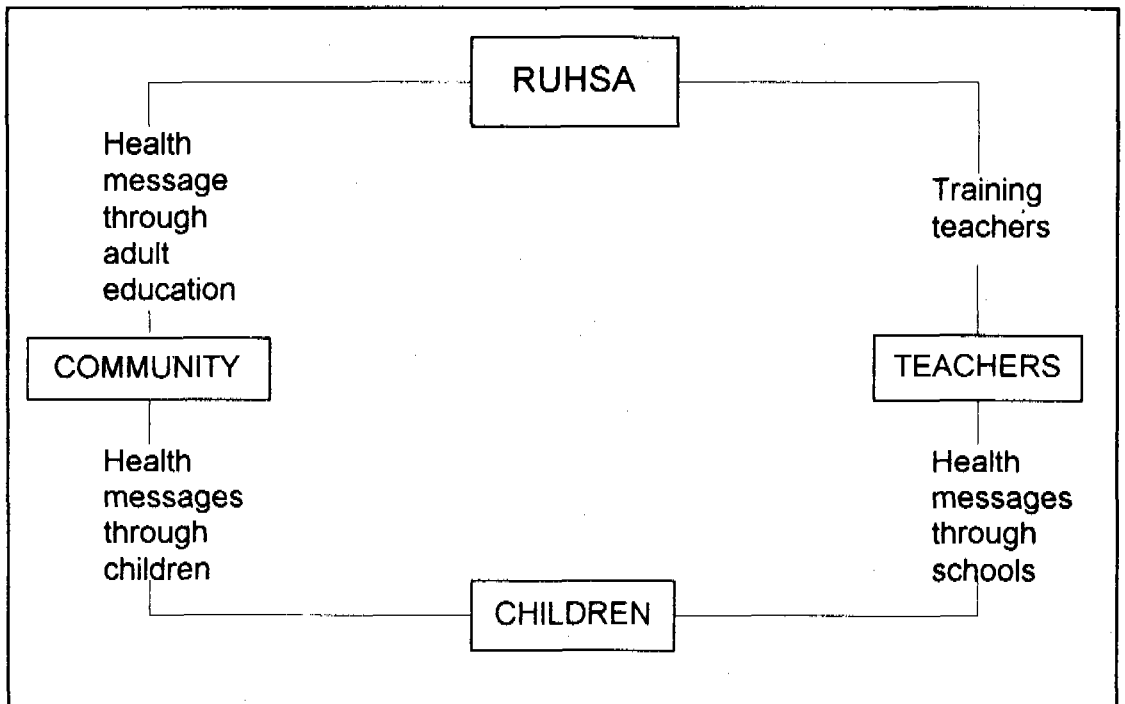 RUHSA
Health
message
through
adult
education
Training
teachers
COMMUNITY
TEACHERS
Health
messages
through
children
Health
messages
through
schools
CHILDREN